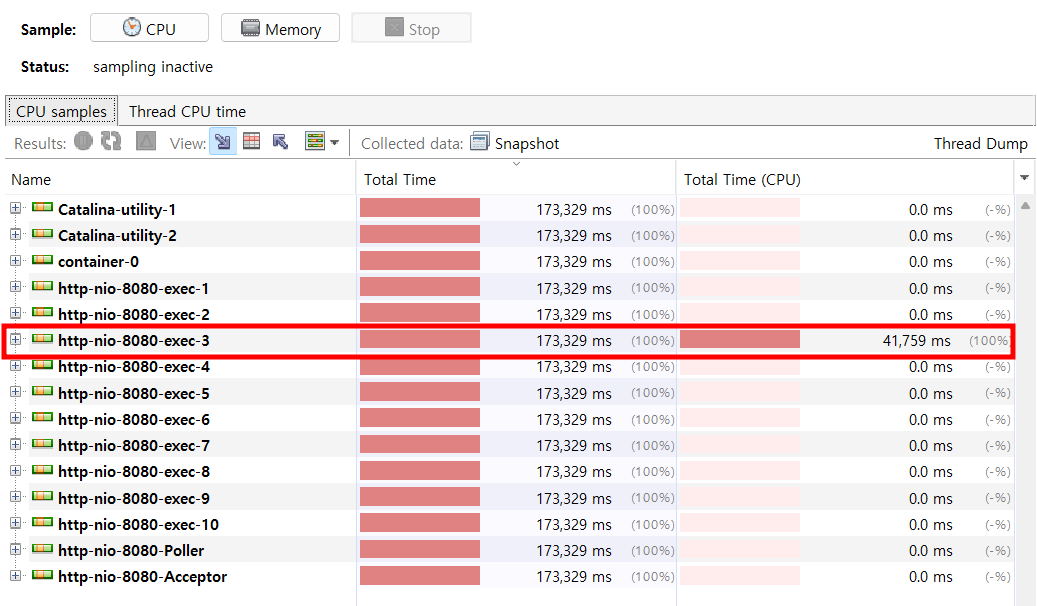 Sample: CPU Memory Stop
Status: sampling inactive
CPU samples Thread CPU time
Results: View: Collected data: Snapshot Thread Dump
Name Total Time Total Time (CPU)
Catalina-utility-1 173,329 ms (100%) 0.0 ms (-%)
Catalina-utility-2 173,329 ms (100%) 0.0 ms (-%)
container-0 173,329 ms (100%) 0.0 ms (-%)
http-nio-8080-exec-1 173,329 ms (100%) 0.0 ms (-%)
http-nio-8080-exec-2 173,329 ms (100%) 0.0 ms (-%)
http-nio-8080-exec-3 173,329 ms (100%) 41,759 ms (100%)
http-nio-8080-exec-4 173,329 ms (100%) 0.0 ms (-%)
http-nio-8080-exec-5 173,329 ms (100%) 0.0 ms (-%)
http-nio-8080-exec-6 173,329 ms (100%) 0.0 ms (-%)
http-nio-8080-exec-7 173,329 ms (100%) 0.0 ms (-%)
http-nio-8080-exec-8 173,329 ms (100%) 0.0 ms (-%)
http-nio-8080-exec-9 173,329 ms (100%) 0.0 ms (-%)
http-nio-8080-exec-10 173,329 ms (100%) 0.0 ms (-%)
http-nio-8080-Poller 173,329 ms (100%) 0.0 ms (-%)
http-nio-8080-Acceptor 173,329 ms (100%) 0.0 ms (-%)